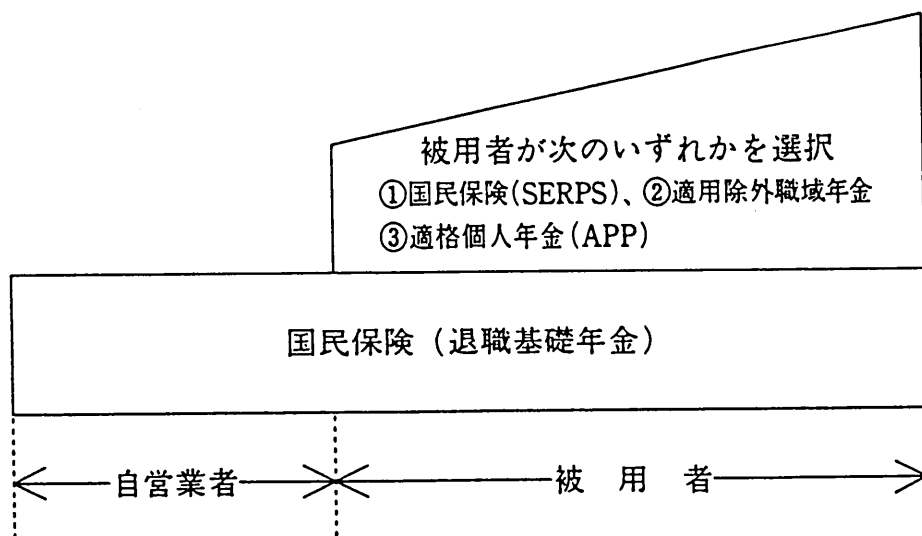 被用者が次のいずれかを選択
①国民保険(SERPS)、②適用除外職域年金
③適格個人年金(APP)
国民保険(退職基礎年金)
自営業者
被用者